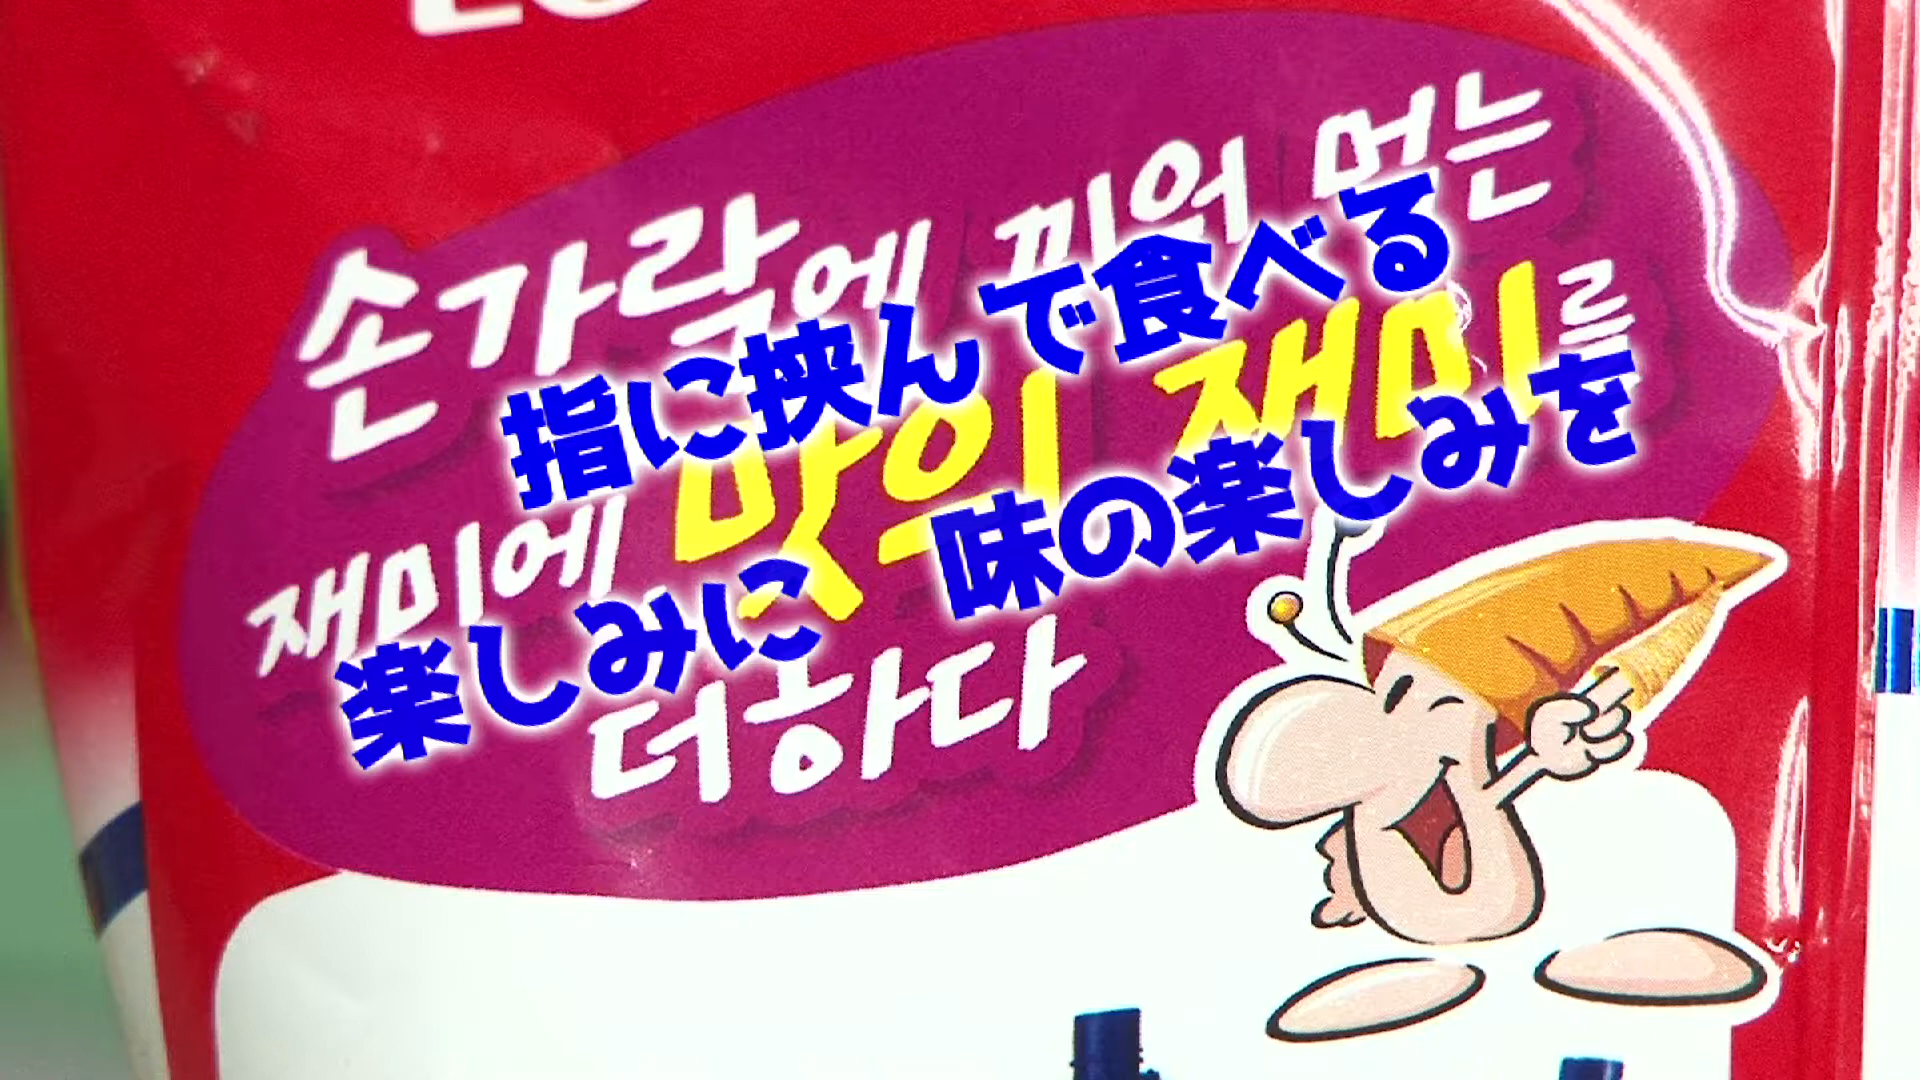 손가락에 끼워 먹는
指に挟んで食べる
재미에 맛의 재미를
楽しみに 味の楽しみを
더하다